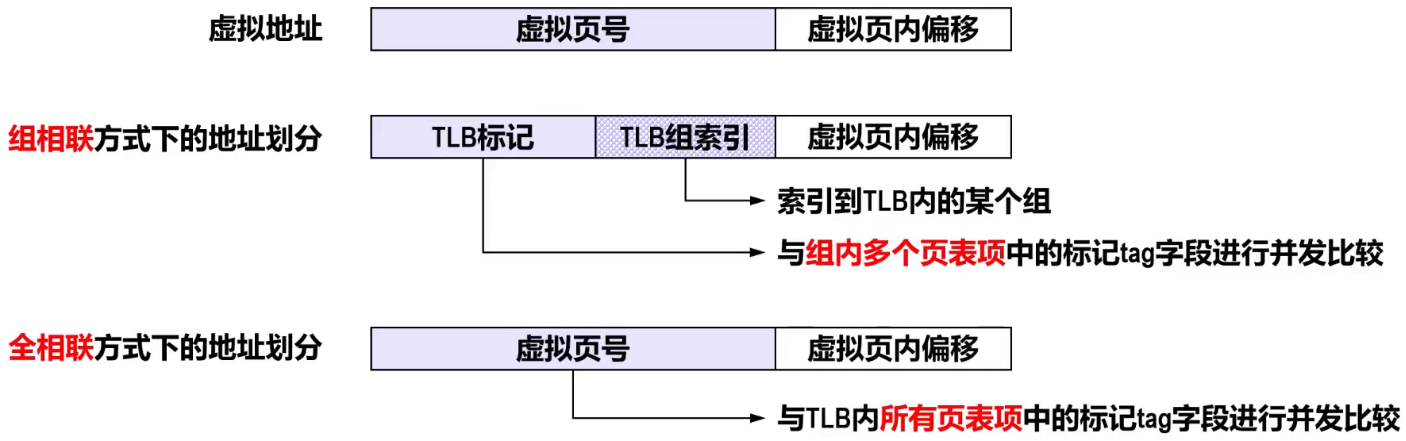 虚拟地址 虚拟页号 虚拟页内偏移
组相联方式下的地址划分 TLB标记 TLB组索引 虚拟页内偏移
索引到TLB内的某个组
与组内多个页表项中的标记tag字段进行并发比较
全相联方式下的地址划分 虚拟页号 虚拟页内偏移
与TLB内所有页表项中的标记tag字段进行并发比较